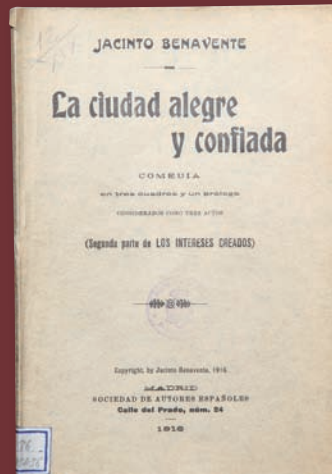 JACINTO BENAVENTE
La ciudad alegre
y confiada
COMEDIA
en tres cuadros y un prólogo
CONSIDERADOS COMO TRES ACTOS
(Segunda parte de LOS INTERESES CREADOS)
Copyright, by Jacinto Benavente, 1916
MADRID
SOCIEDAD DE AUTORES ESPAÑOLES
Calle del Prado, núm. 24
1916